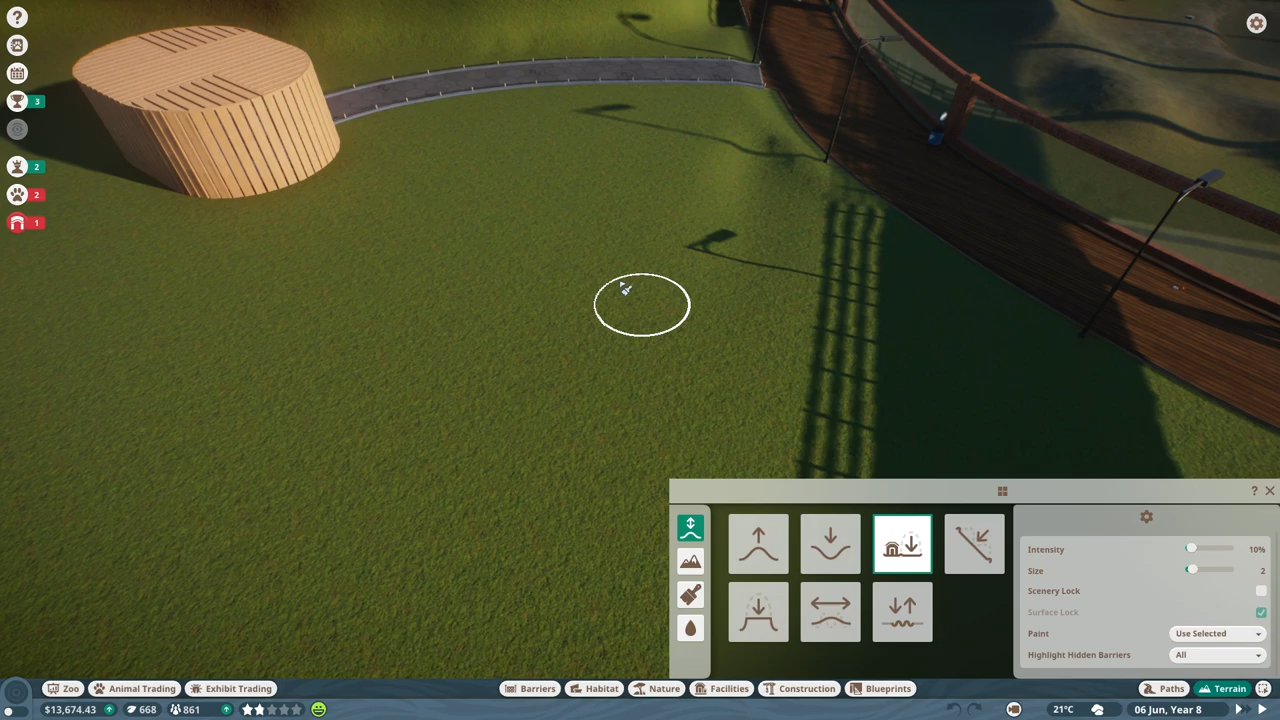 ?
3
2
2
1
?
Intensity 10%
Size 2
Scenery Lock
Surface Lock
Paint Use Selected
Highlight Hidden Barriers All
Zoo Animal Trading Exhibit Trading Barriers Habitat Nature Facilities Construction Blueprints Paths Terrain
$13,674.43 668 861 21°C 06 Jun, Year 8